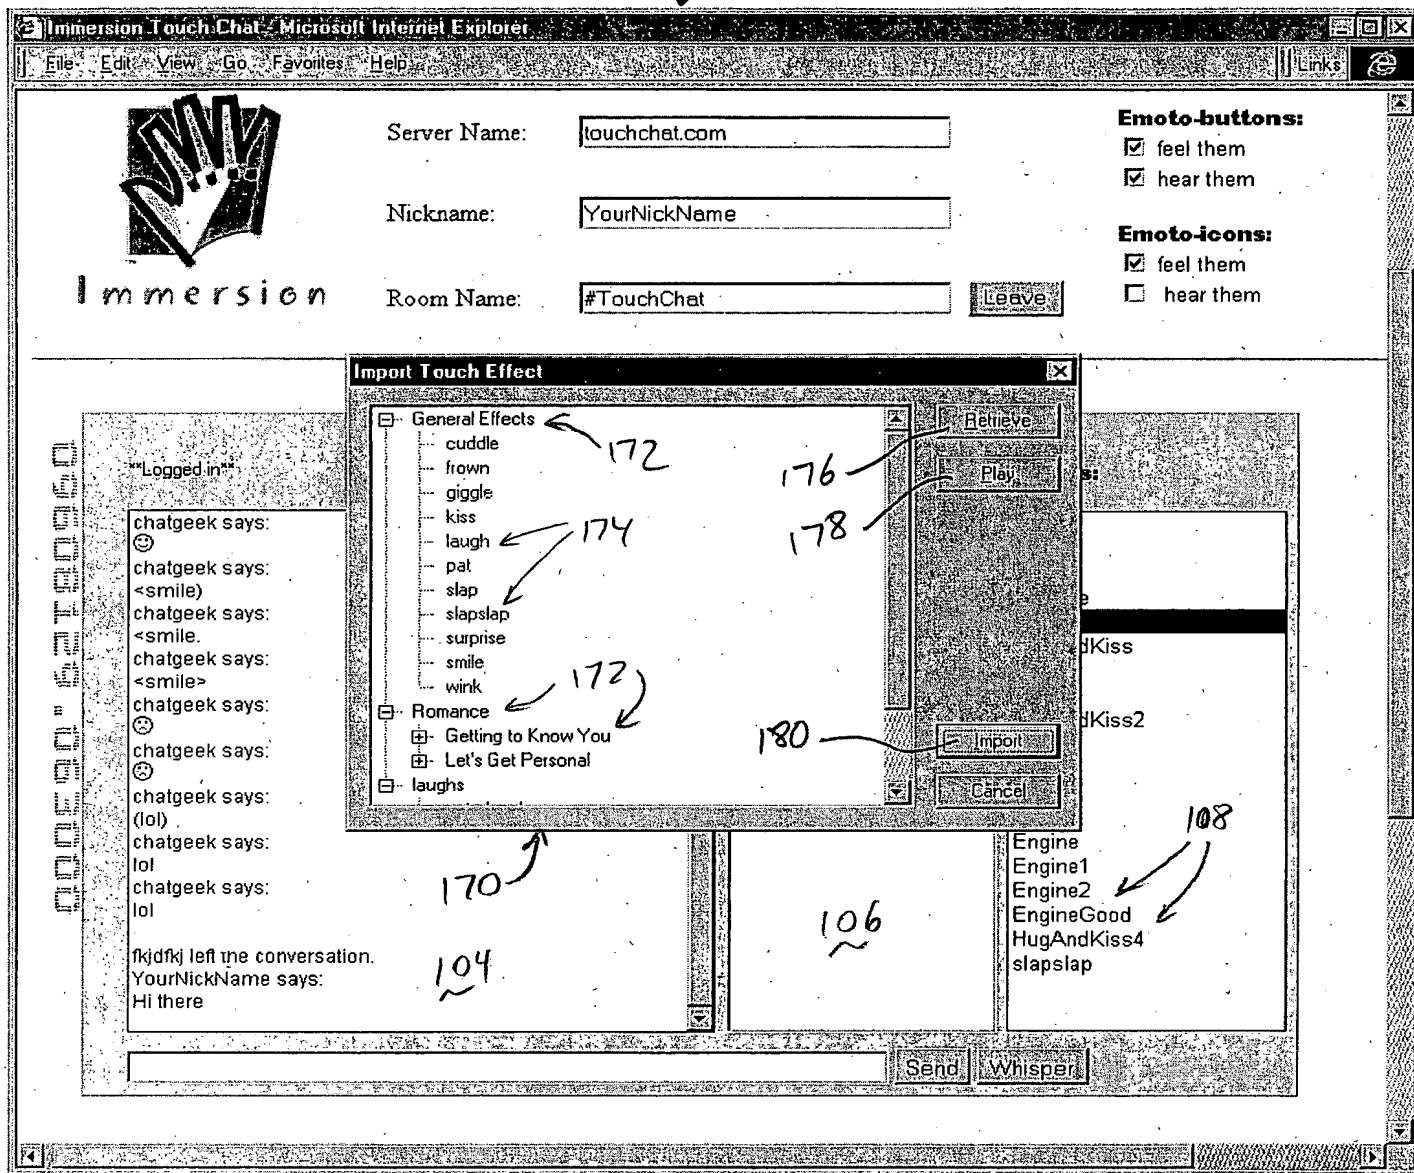 Immersion Touch Chat - Microsoft Internet Explorer
File Edit View Go Favorites Help Links
Server Name: touchchat.com
Nickname: YourNickName
Room Name: #TouchChat Leave
Immersion
Emoto-buttons:
feel them
hear them
Emoto-icons:
feel them
hear them
Import Touch Effect
General Effects
cuddle
frown
giggle
kiss
laugh
pat
slap
slapslap
surprise
smile
wink
Romance
Getting to Know You
Let's Get Personal
laughs
Retrieve
Play
Import
Cancel
172
174
172
176
178
180
170
**Logged in**
chatgeek says:
chatgeek says:
<smile)
chatgeek says:
<smile.
chatgeek says:
<smile>
chatgeek says:
chatgeek says:
chatgeek says:
(lol)
chatgeek says:
lol
chatgeek says:
lol
fkjdfkj left the conversation.
YourNickName says:
Hi there
104
106
s:
e
dKiss
dKiss2
108
Engine
Engine1
Engine2
EngineGood
HugAndKiss4
slapslap
Send Whisper